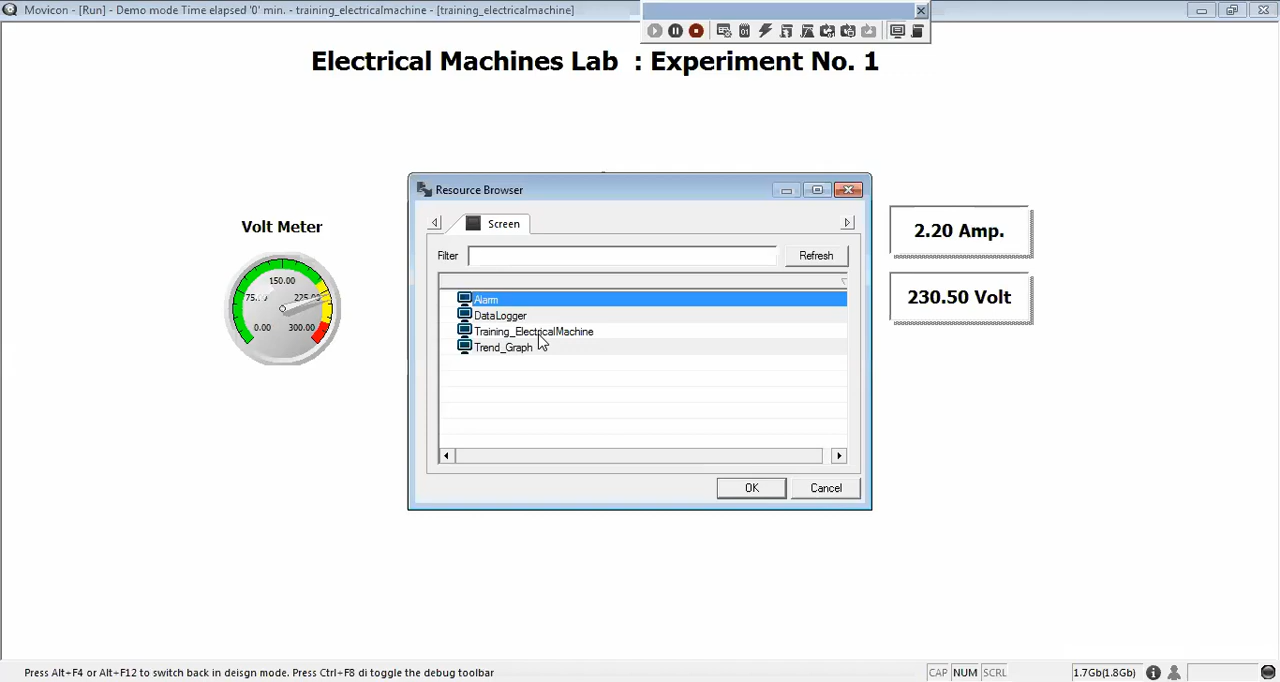 Movicon - [Run] - Demo mode Time elapsed '0' min. - training_electricalmachine - [training_electricalmachine]
Electrical Machines Lab : Experiment No. 1
Resource Browser
Screen
Filter
Refresh
Alarm
DataLogger
Training_ElectricalMachine
Trend_Graph
OK Cancel
Volt Meter
150.00
75. 225.00
0.00 300.00
2.20 Amp.
230.50 Volt
Press Alt+F4 or Alt+F12 to switch back in deisgn mode. Press Ctrl+F8 di toggle the debug toolbar
CAP NUM SCRL 1.7Gb(1.8Gb)